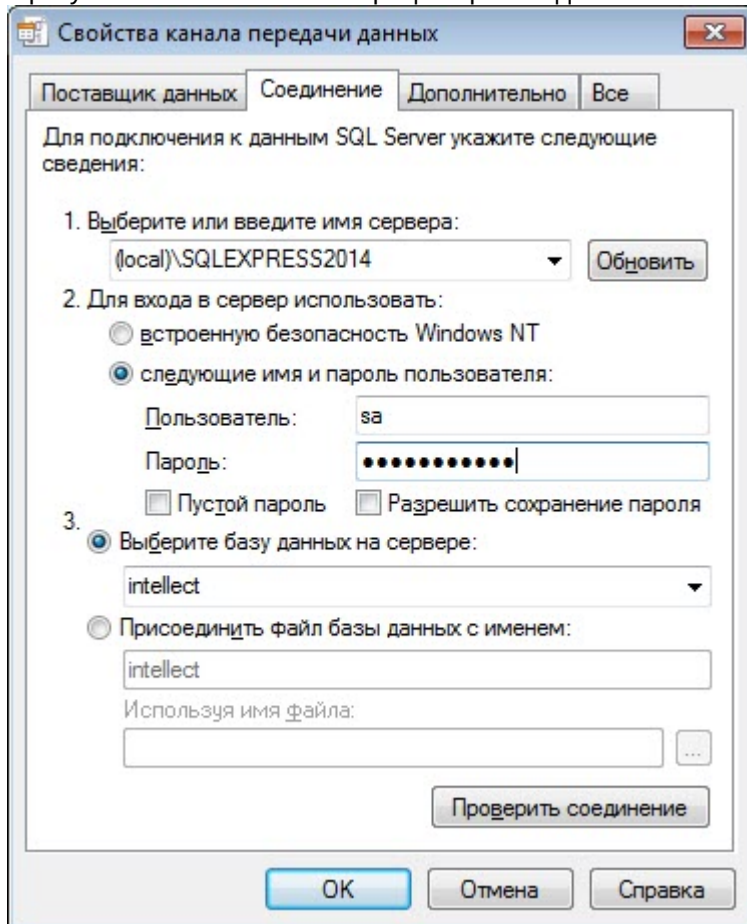 Свойства канала передачи данных
Поставщик данных Соединение Дополнительно Все
Для подключения к данным SQL Server укажите следующие
сведения:
1. Выберите или введите имя сервера:
(local)\SQLEXPRESS2014 Обновить
2. Для входа в сервер использовать:
встроенную безопасность Windows NT
следующие имя и пароль пользователя:
Пользователь: sa
Пароль: ●●●●●●●●●●●
Пустой пароль Разрешить сохранение пароля
3.
Выберите базу данных на сервере:
intellect
Присоединить файл базы данных с именем:
intellect
Используя имя файла:
...
Проверить соединение
OK Отмена Справка